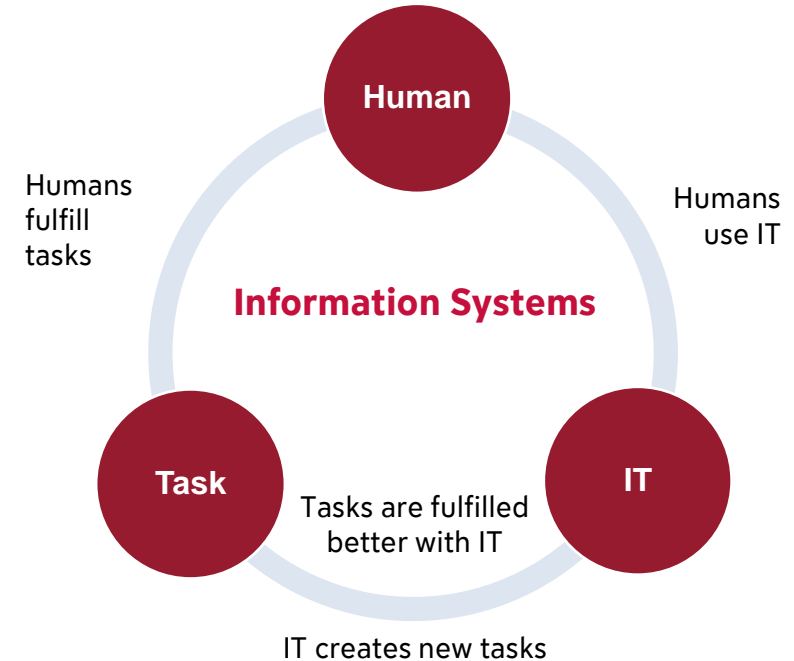 Human
Humans
fulfill
tasks
Humans
use IT
Information Systems
Task
IT
Tasks are fulfilled
better with IT
IT creates new tasks